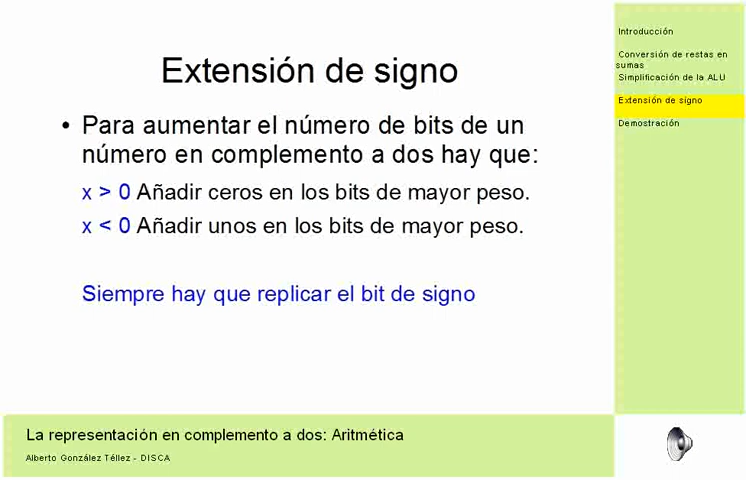 Extensión de signo
• Para aumentar el número de bits de un
número en complemento a dos hay que:
x > 0 Añadir ceros en los bits de mayor peso.
x < 0 Añadir unos en los bits de mayor peso.
Siempre hay que replicar el bit de signo
Introducción
Conversión de restas en
sumas
Simplificación de la ALU
Extensión de signo
Demostración
La representación en complemento a dos: Aritmética
Alberto González Téllez - DISCA